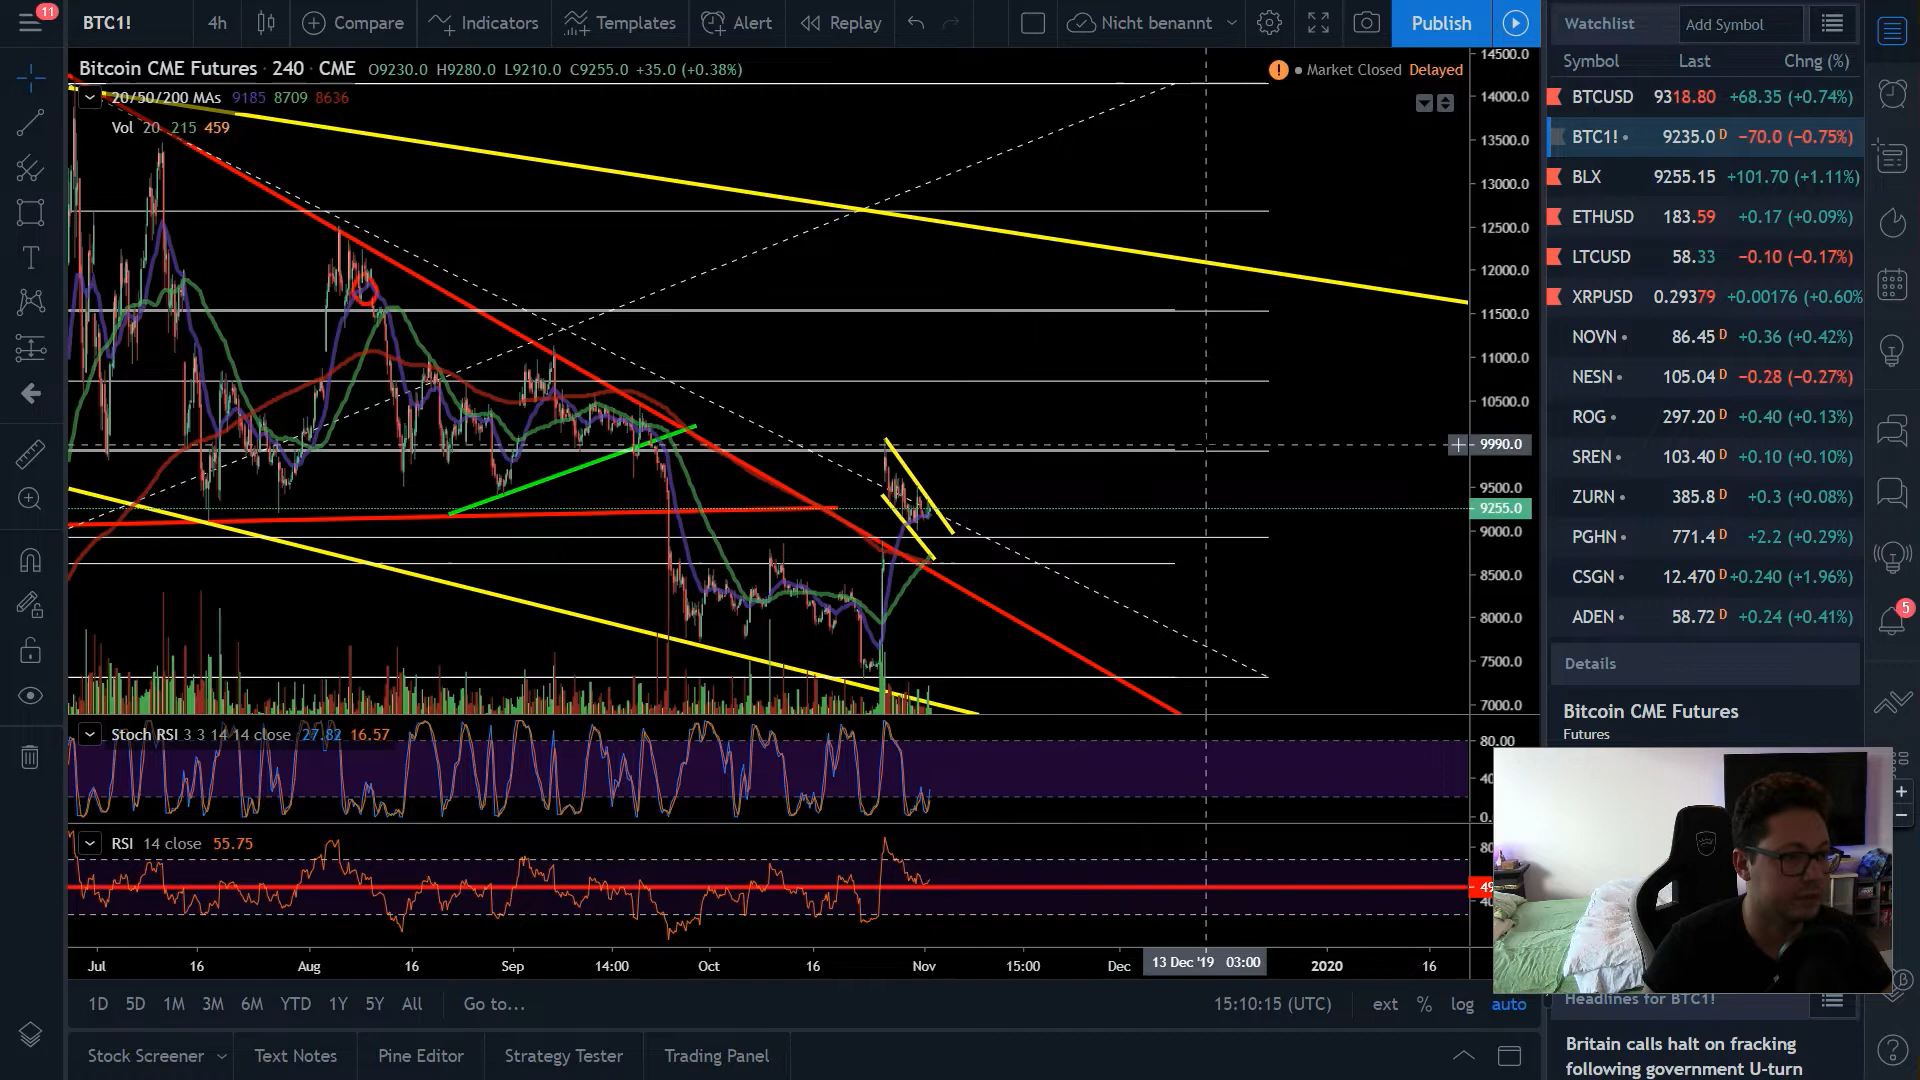 11
BTC1!
4h
Compare
Indicators
Templates
Alert
Replay
Nicht benannt
Publish
Bitcoin CME Futures · 240 · CME O9230.0 H9280.0 L9210.0 C9255.0 +35.0 (+0.38%)
! Market Closed Delayed
20/50/200 MAs 9185 8709 8636
Vol 20 215 459
14500.0
14000.0
13500.0
13000.0
12500.0
12000.0
11500.0
11000.0
10500.0
9990.0
9500.0
9255.0
9000.0
8500.0
8000.0
7500.0
7000.0
Stoch RSI 3 3 14 14 close 27.82 16.57
80.00
40
0.
RSI 14 close 55.75
80
49
40
Jul 16 Aug 16 Sep 14:00 Oct 16 Nov 15:00 Dec 13 Dec '19 03:00 2020 16
1D 5D 1M 3M 6M YTD 1Y 5Y All Go to...
15:10:15 (UTC) ext % log auto
Stock Screener Text Notes Pine Editor Strategy Tester Trading Panel
Watchlist Add Symbol
Symbol Last Chng (%)
BTCUSD 9318.80 +68.35 (+0.74%)
BTC1! 9235.0 D −70.0 (−0.75%)
BLX 9255.15 +101.70 (+1.11%)
ETHUSD 183.59 +0.17 (+0.09%)
LTCUSD 58.33 −0.10 (−0.17%)
XRPUSD 0.29379 +0.00176 (+0.60%
NOVN 86.45 D +0.36 (+0.42%)
NESN 105.04 D −0.28 (−0.27%)
ROG 297.20 D +0.40 (+0.13%)
SREN 103.40 D +0.10 (+0.10%)
ZURN 385.8 D +0.3 (+0.08%)
PGHN 771.4 D +2.2 (+0.29%)
CSGN 12.470 D +0.240 (+1.96%)
ADEN 58.72 D +0.24 (+0.41%)
5
Details
Bitcoin CME Futures
Futures
Headlines for BTC1!
Britain calls halt on fracking
following government U-turn